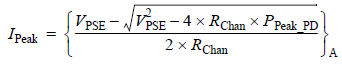 I_Peak = { (V_PSE − √(V_PSE^2 − 4 × R_Chan × P_Peak_PD)) / (2 × R_Chan) }_A